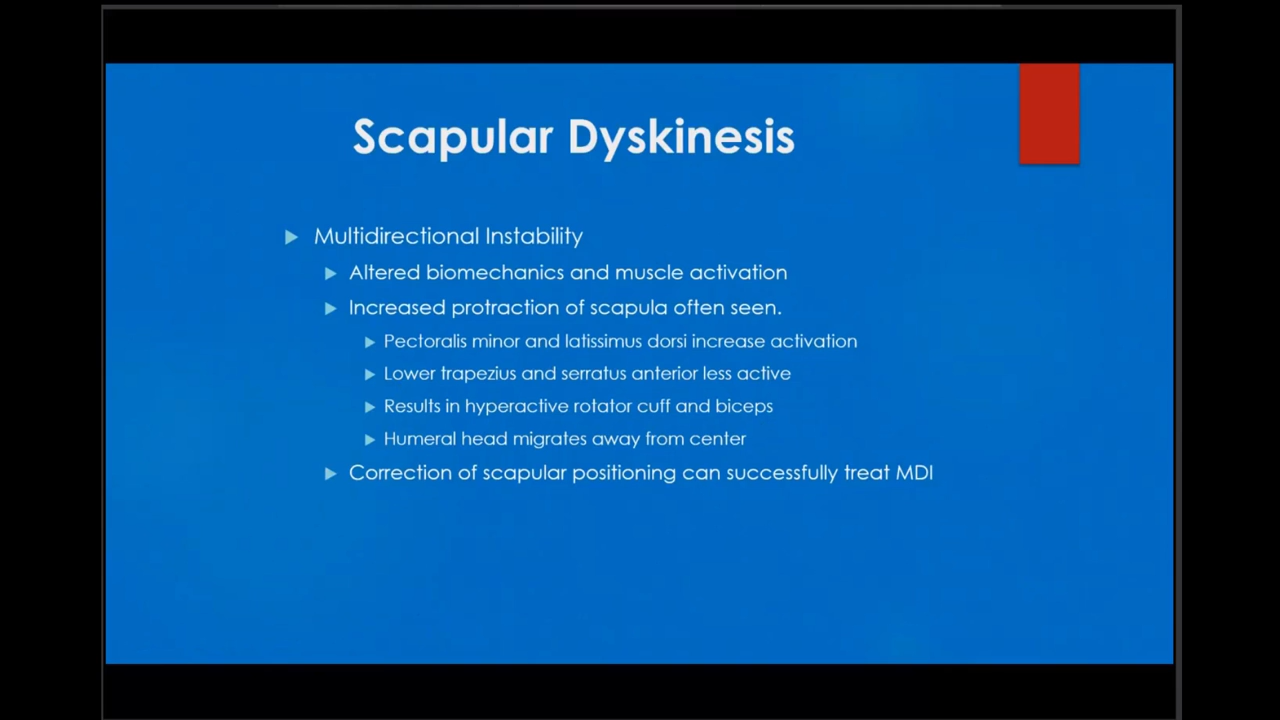 Scapular Dyskinesis
Multidirectional Instability
Altered biomechanics and muscle activation
Increased protraction of scapula often seen.
Pectoralis minor and latissimus dorsi increase activation
Lower trapezius and serratus anterior less active
Results in hyperactive rotator cuff and biceps
Humeral head migrates away from center
Correction of scapular positioning can successfully treat MDI